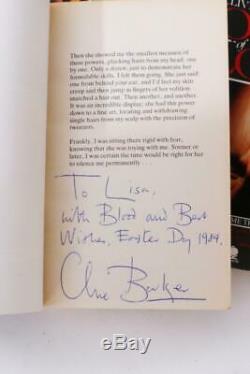 Then she showed me the smallest measure of
these powers, plucking hairs from my head, one
by one. Only a dozen, just to demonstrate her
formidable skills. I felt them going. She just said
one from behind your ear, and I'd feel my skin
creep and then jump as fingers of her volition
snatched a hair out. Then another, and another.
It was an incredible display; she had this power
down to a fine art, locating and withdrawing
single hairs from my scalp with the precision of
tweezers.
Frankly, I was sitting there rigid with fear,
knowing that she was toying with me. Sooner or
later, I was certain the time would be right for her
to silence me permanently.
To Lisa,
with Blood and Best
Wishes, Easter Day 1984.
Clive Barker